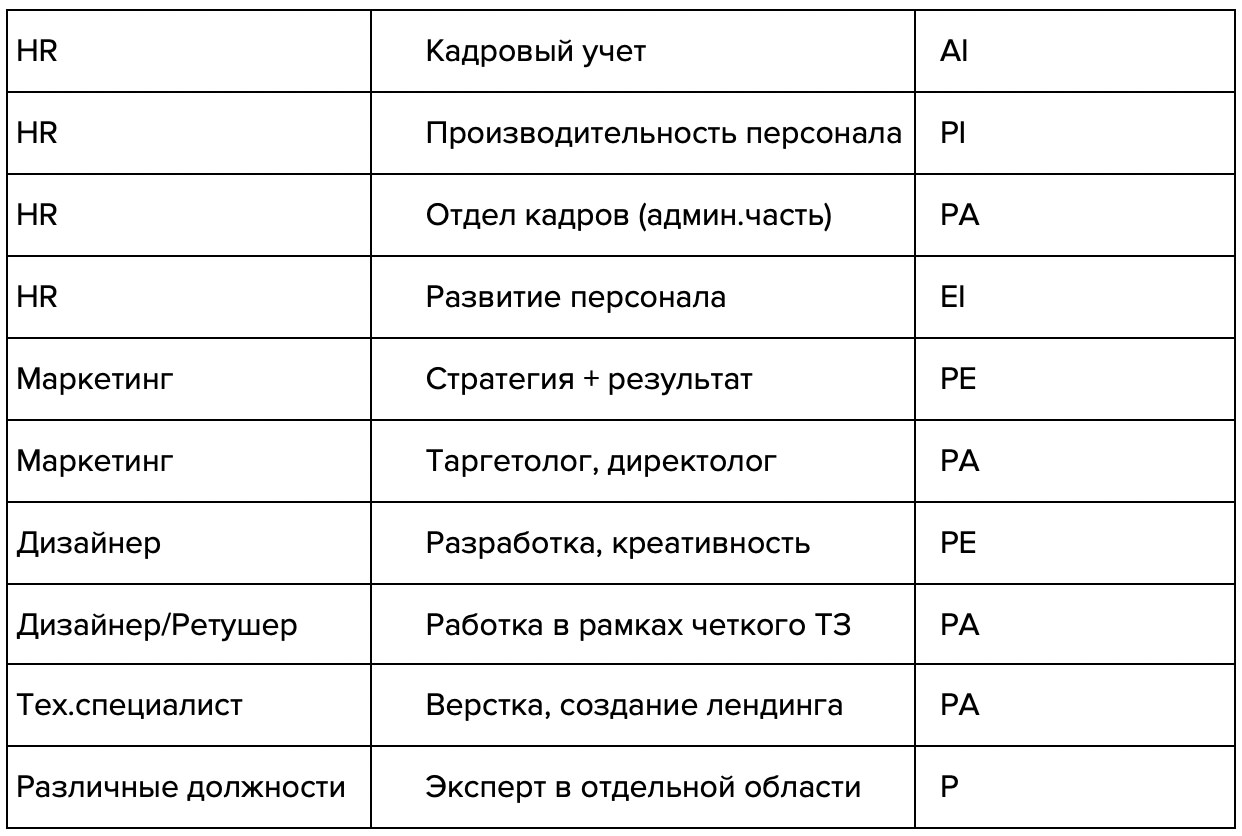 HR Кадровый учет AI
HR Производительность персонала PI
HR Отдел кадров (админ.часть) PA
HR Развитие персонала EI
Маркетинг Стратегия + результат PE
Маркетинг Таргетолог, директолог PA
Дизайнер Разработка, креативность PE
Дизайнер/Ретушер Работка в рамках четкого ТЗ PA
Тех.специалист Верстка, создание лендинга PA
Различные должности Эксперт в отдельной области P